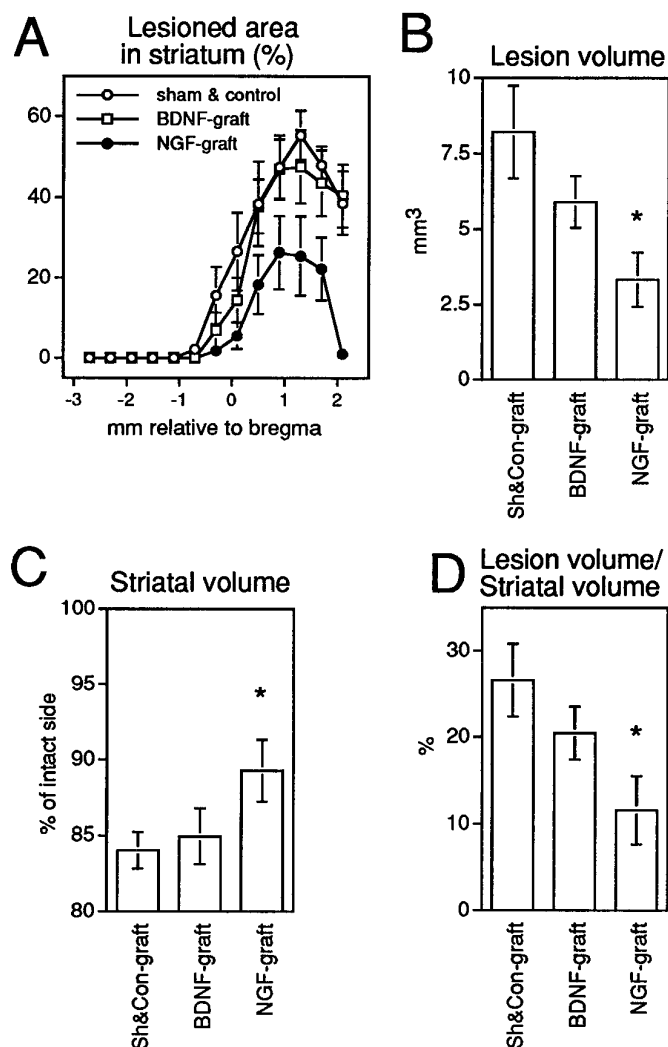 A
Lesioned area
in striatum (%)
sham & control
BDNF-graft
NGF-graft
60
40
20
0
-3 -2 -1 0 1 2
mm relative to bregma
B
Lesion volume
10
7.5
5
2.5
0
mm3
*
Sh&Con-graft
BDNF-graft
NGF-graft
C
Striatal volume
100
95
90
85
80
% of intact side
*
Sh&Con-graft
BDNF-graft
NGF-graft
D
Lesion volume/
Striatal volume
30
20
10
0
%
*
Sh&Con-graft
BDNF-graft
NGF-graft